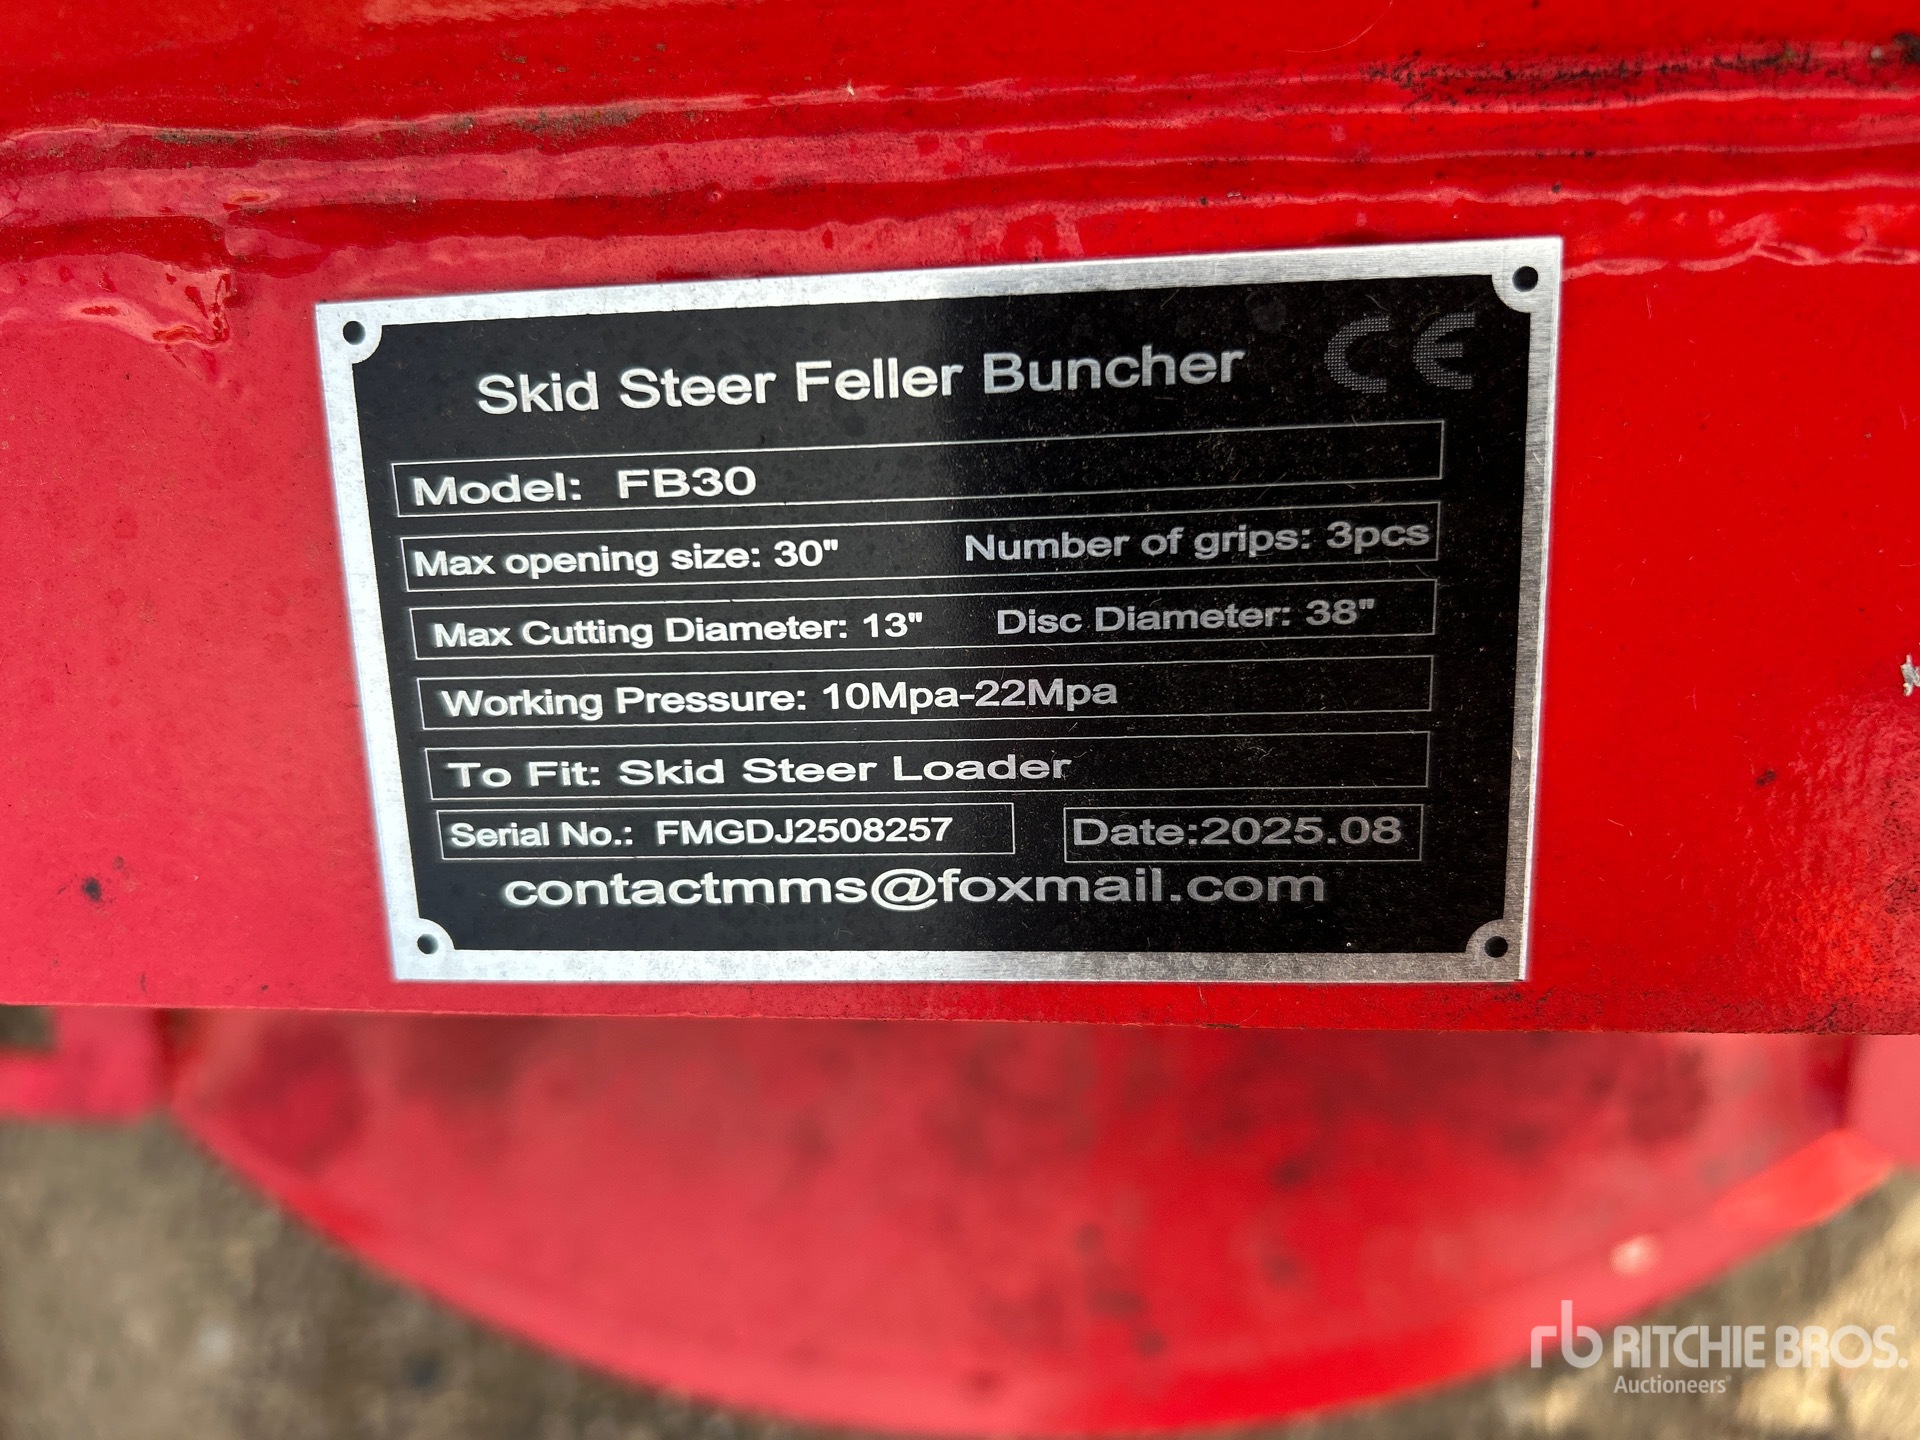 Skid Steer Feller Buncher CE
Model: FB30
Max opening size: 30" Number of grips: 3pcs
Max Cutting Diameter: 13" Disc Diameter: 38"
Working Pressure: 10Mpa-22Mpa
To Fit: Skid Steer Loader
Serial No.: FMGDJ2508257 Date:2025.08
contactmms@foxmail.com
rb RITCHIE BROS.
Auctioneers